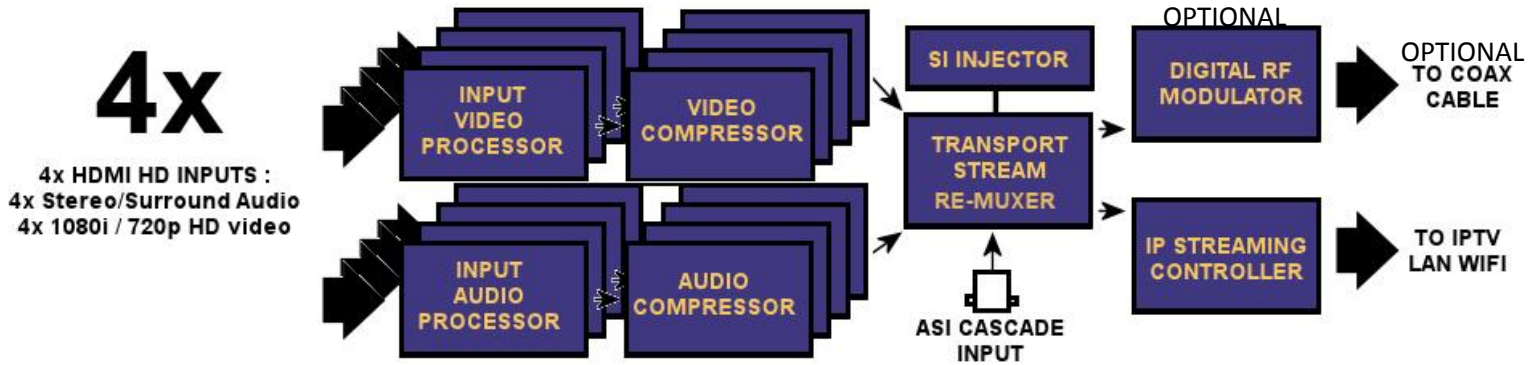 4x
4x HDMI HD INPUTS :
4x Stereo/Surround Audio
4x 1080i / 720p HD video
INPUT
VIDEO
PROCESSOR
VIDEO
COMPRESSOR
INPUT
AUDIO
PROCESSOR
AUDIO
COMPRESSOR
SI INJECTOR
TRANSPORT
STREAM
RE-MUXER
ASI CASCADE
INPUT
OPTIONAL
DIGITAL RF
MODULATOR
OPTIONAL
TO COAX
CABLE
IP STREAMING
CONTROLLER
TO IPTV
LAN WIFI